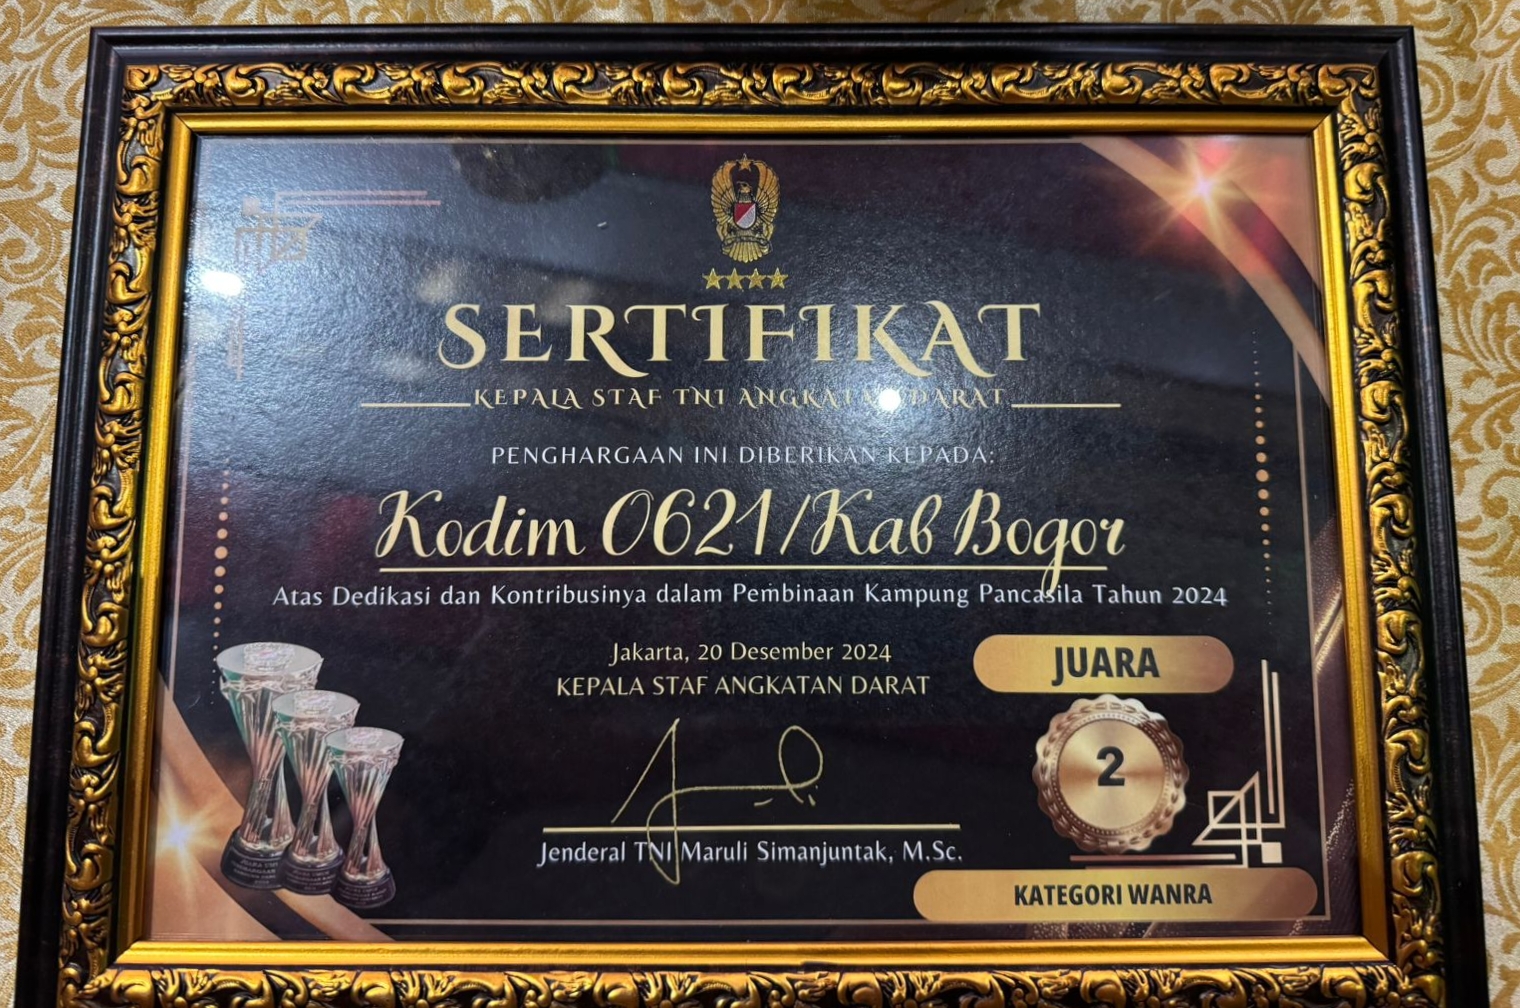 SERTIFIKAT
KEPALA STAF TNI ANGKATAN DARAT
PENGHARGAAN INI DIBERIKAN KEPADA:
Kodim 0621/Kab Bogor
Atas Dedikasi dan Kontribusinya dalam Pembinaan Kampung Pancasila Tahun 2024
Jakarta, 20 Desember 2024
KEPALA STAF ANGKATAN DARAT
Jenderal TNI Maruli Simanjuntak, M.Sc.
JUARA
2
KATEGORI WANRA